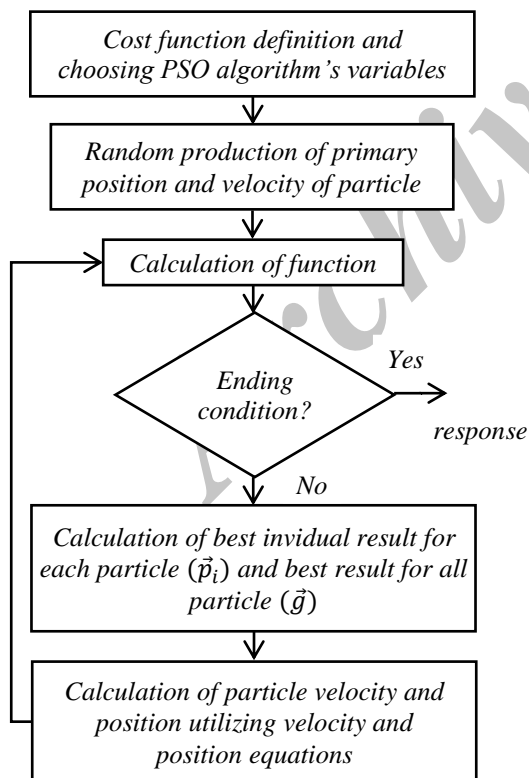 Cost function definition and
choosing PSO algorithm's variables
Random production of primary
position and velocity of particle
Calculation of function
Ending
condition?
Yes
response
No
Calculation of best invidual result for
each particle (p⃗ᵢ) and best result for all
particle (g⃗)
Calculation of particle velocity and
position utilizing velocity and
position equations